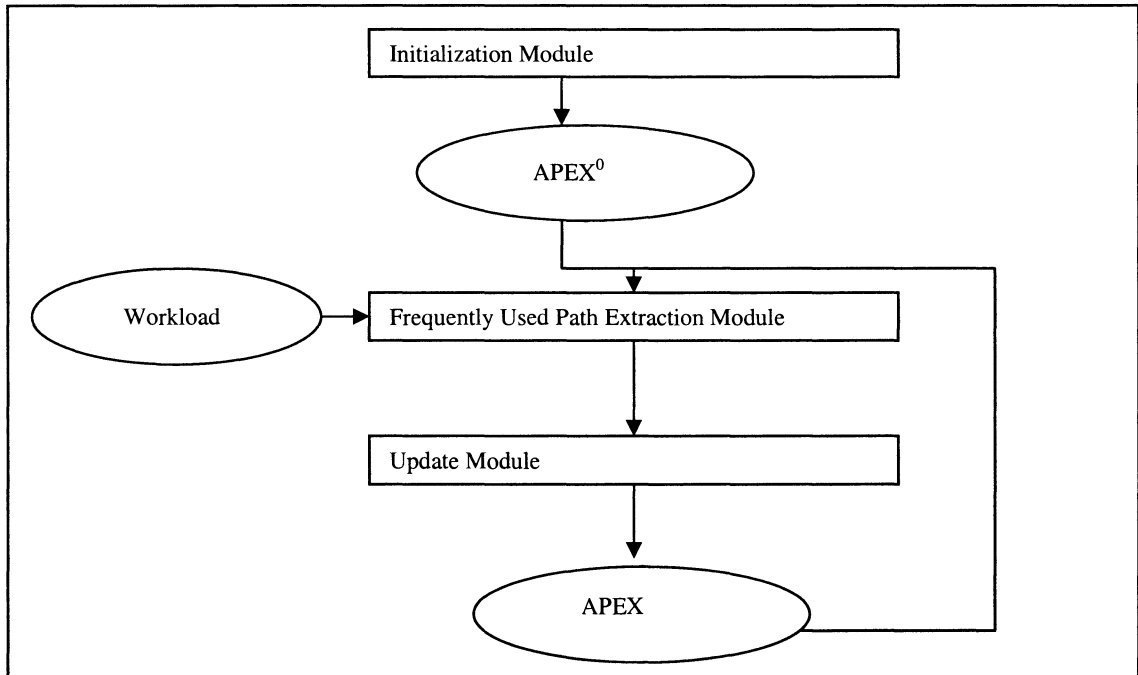 Initialization Module
APEX⁰
Workload
Frequently Used Path Extraction Module
Update Module
APEX